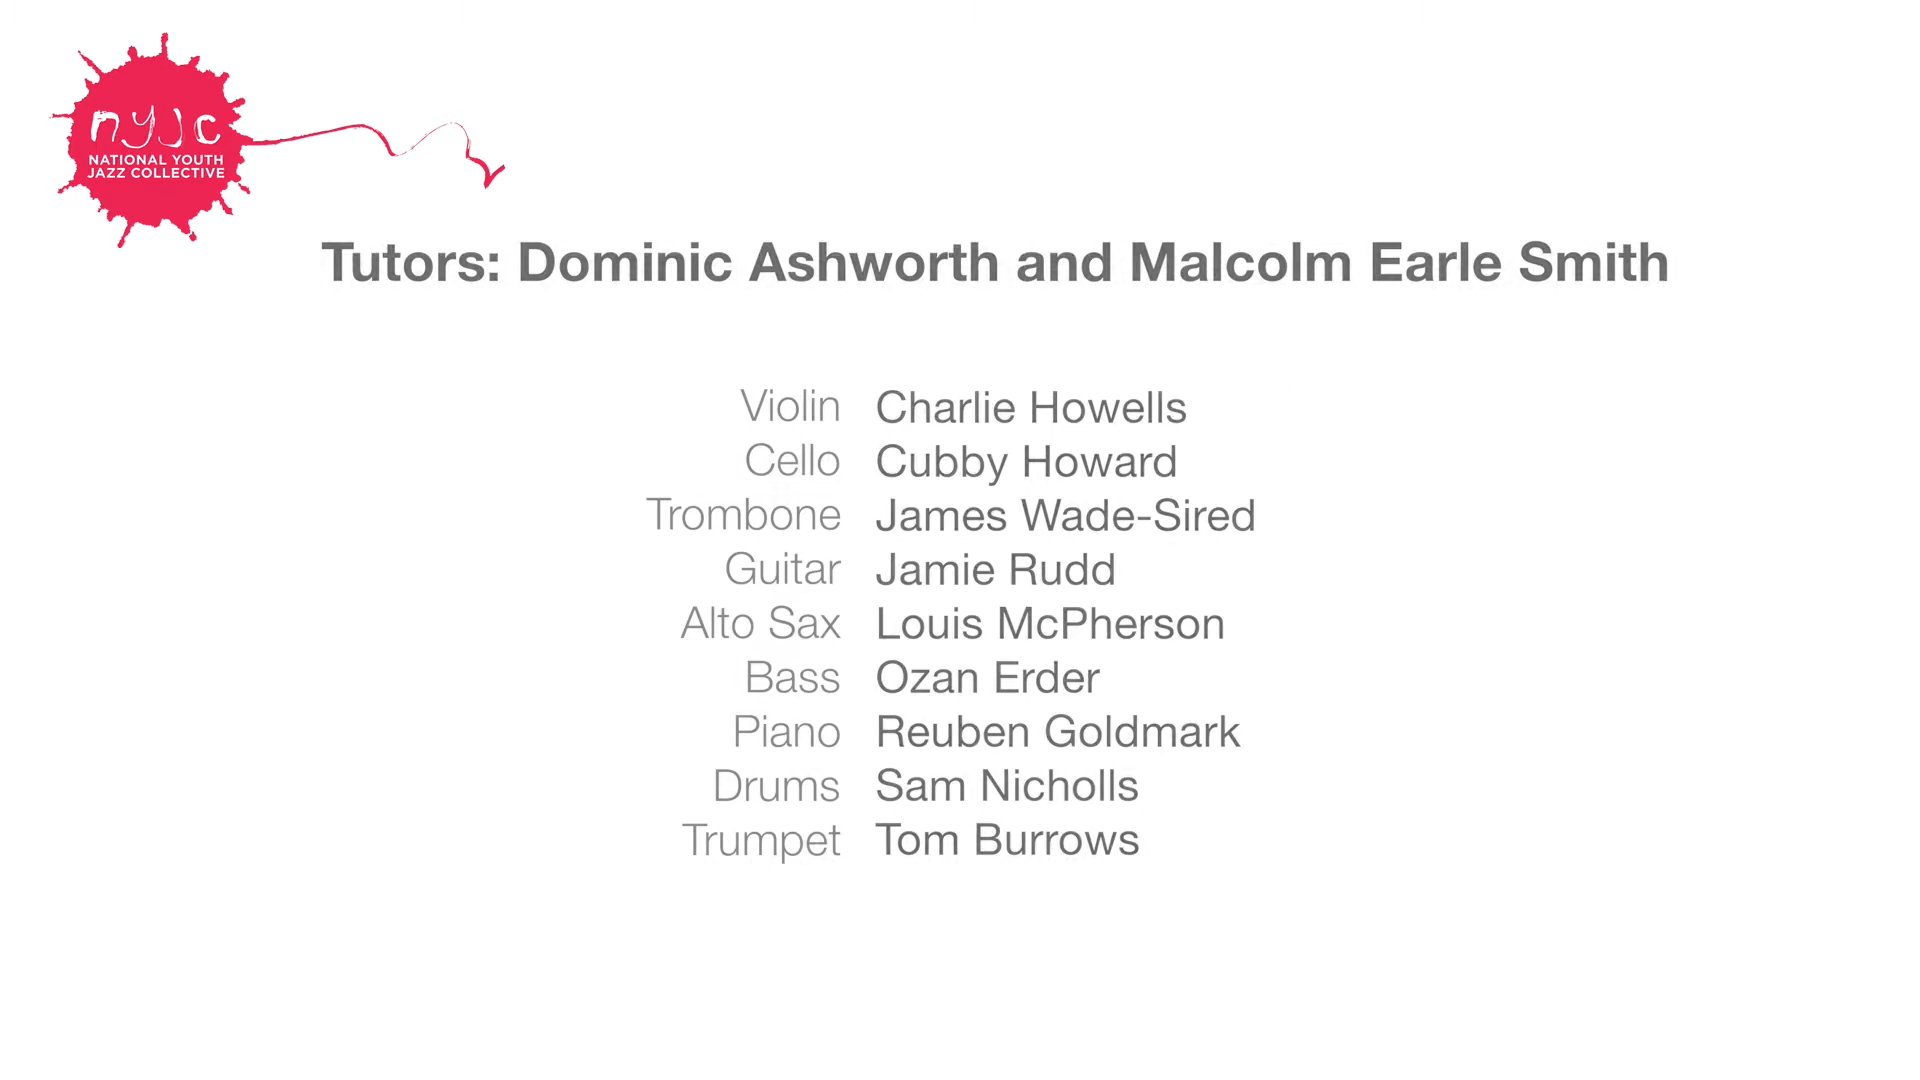 nyjc
NATIONAL YOUTH
JAZZ COLLECTIVE
Tutors: Dominic Ashworth and Malcolm Earle Smith
Violin Charlie Howells
Cello Cubby Howard
Trombone James Wade-Sired
Guitar Jamie Rudd
Alto Sax Louis McPherson
Bass Ozan Erder
Piano Reuben Goldmark
Drums Sam Nicholls
Trumpet Tom Burrows